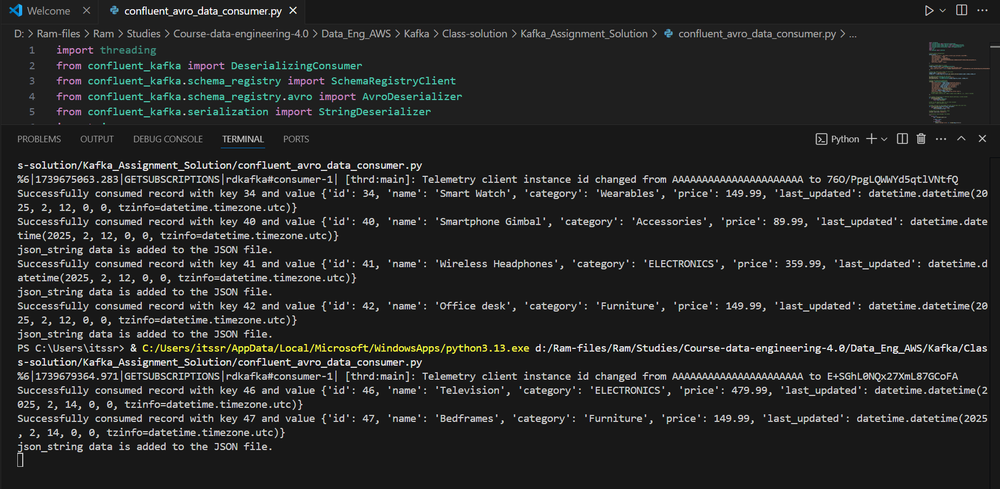 Welcome confluent_avro_data_consumer.py
D: > Ram-files > Ram > Studies > Course-data-engineering-4.0 > Data_Eng_AWS > Kafka > Class-solution > Kafka_Assignment_Solution > confluent_avro_data_consumer.py > ...
1 import threading
2 from confluent_kafka import DeserializingConsumer
3 from confluent_kafka.schema_registry import SchemaRegistryClient
4 from confluent_kafka.schema_registry.avro import AvroDeserializer
5 from confluent_kafka.serialization import StringDeserializer
PROBLEMS OUTPUT DEBUG CONSOLE TERMINAL PORTS Python
s-solution/Kafka_Assignment_Solution/confluent_avro_data_consumer.py
%6|1739675063.283|GETSUBSCRIPTIONS|rdkafka#consumer-1| [thrd:main]: Telemetry client instance id changed from AAAAAAAAAAAAAAAAAAAAAA to 76O/PpgLQWWYd5qtlVNtfQ
Successfully consumed record with key 34 and value {'id': 34, 'name': 'Smart Watch', 'category': 'Wearables', 'price': 149.99, 'last_updated': datetime.datetime(20
25, 2, 12, 0, 0, tzinfo=datetime.timezone.utc)}
Successfully consumed record with key 40 and value {'id': 40, 'name': 'Smartphone Gimbal', 'category': 'Accessories', 'price': 89.99, 'last_updated': datetime.date
time(2025, 2, 12, 0, 0, tzinfo=datetime.timezone.utc)}
json_string data is added to the JSON file.
Successfully consumed record with key 41 and value {'id': 41, 'name': 'Wireless Headphones', 'category': 'ELECTRONICS', 'price': 359.99, 'last_updated': datetime.d
atetime(2025, 2, 12, 0, 0, tzinfo=datetime.timezone.utc)}
json_string data is added to the JSON file.
Successfully consumed record with key 42 and value {'id': 42, 'name': 'Office desk', 'category': 'Furniture', 'price': 149.99, 'last_updated': datetime.datetime(20
25, 2, 12, 0, 0, tzinfo=datetime.timezone.utc)}
json_string data is added to the JSON file.
PS C:\Users\itssr> & C:/Users/itssr/AppData/Local/Microsoft/WindowsApps/python3.13.exe d:/Ram-files/Ram/Studies/Course-data-engineering-4.0/Data_Eng_AWS/Kafka/Clas
s-solution/Kafka_Assignment_Solution/confluent_avro_data_consumer.py
%6|1739679364.971|GETSUBSCRIPTIONS|rdkafka#consumer-1| [thrd:main]: Telemetry client instance id changed from AAAAAAAAAAAAAAAAAAAAAA to E+SGhL0NQx27XmL87GCoFA
Successfully consumed record with key 46 and value {'id': 46, 'name': 'Television', 'category': 'ELECTRONICS', 'price': 479.99, 'last_updated': datetime.datetime(2
025, 2, 14, 0, 0, tzinfo=datetime.timezone.utc)}
Successfully consumed record with key 47 and value {'id': 47, 'name': 'Bedframes', 'category': 'Furniture', 'price': 149.99, 'last_updated': datetime.datetime(2025
, 2, 14, 0, 0, tzinfo=datetime.timezone.utc)}
json_string data is added to the JSON file.